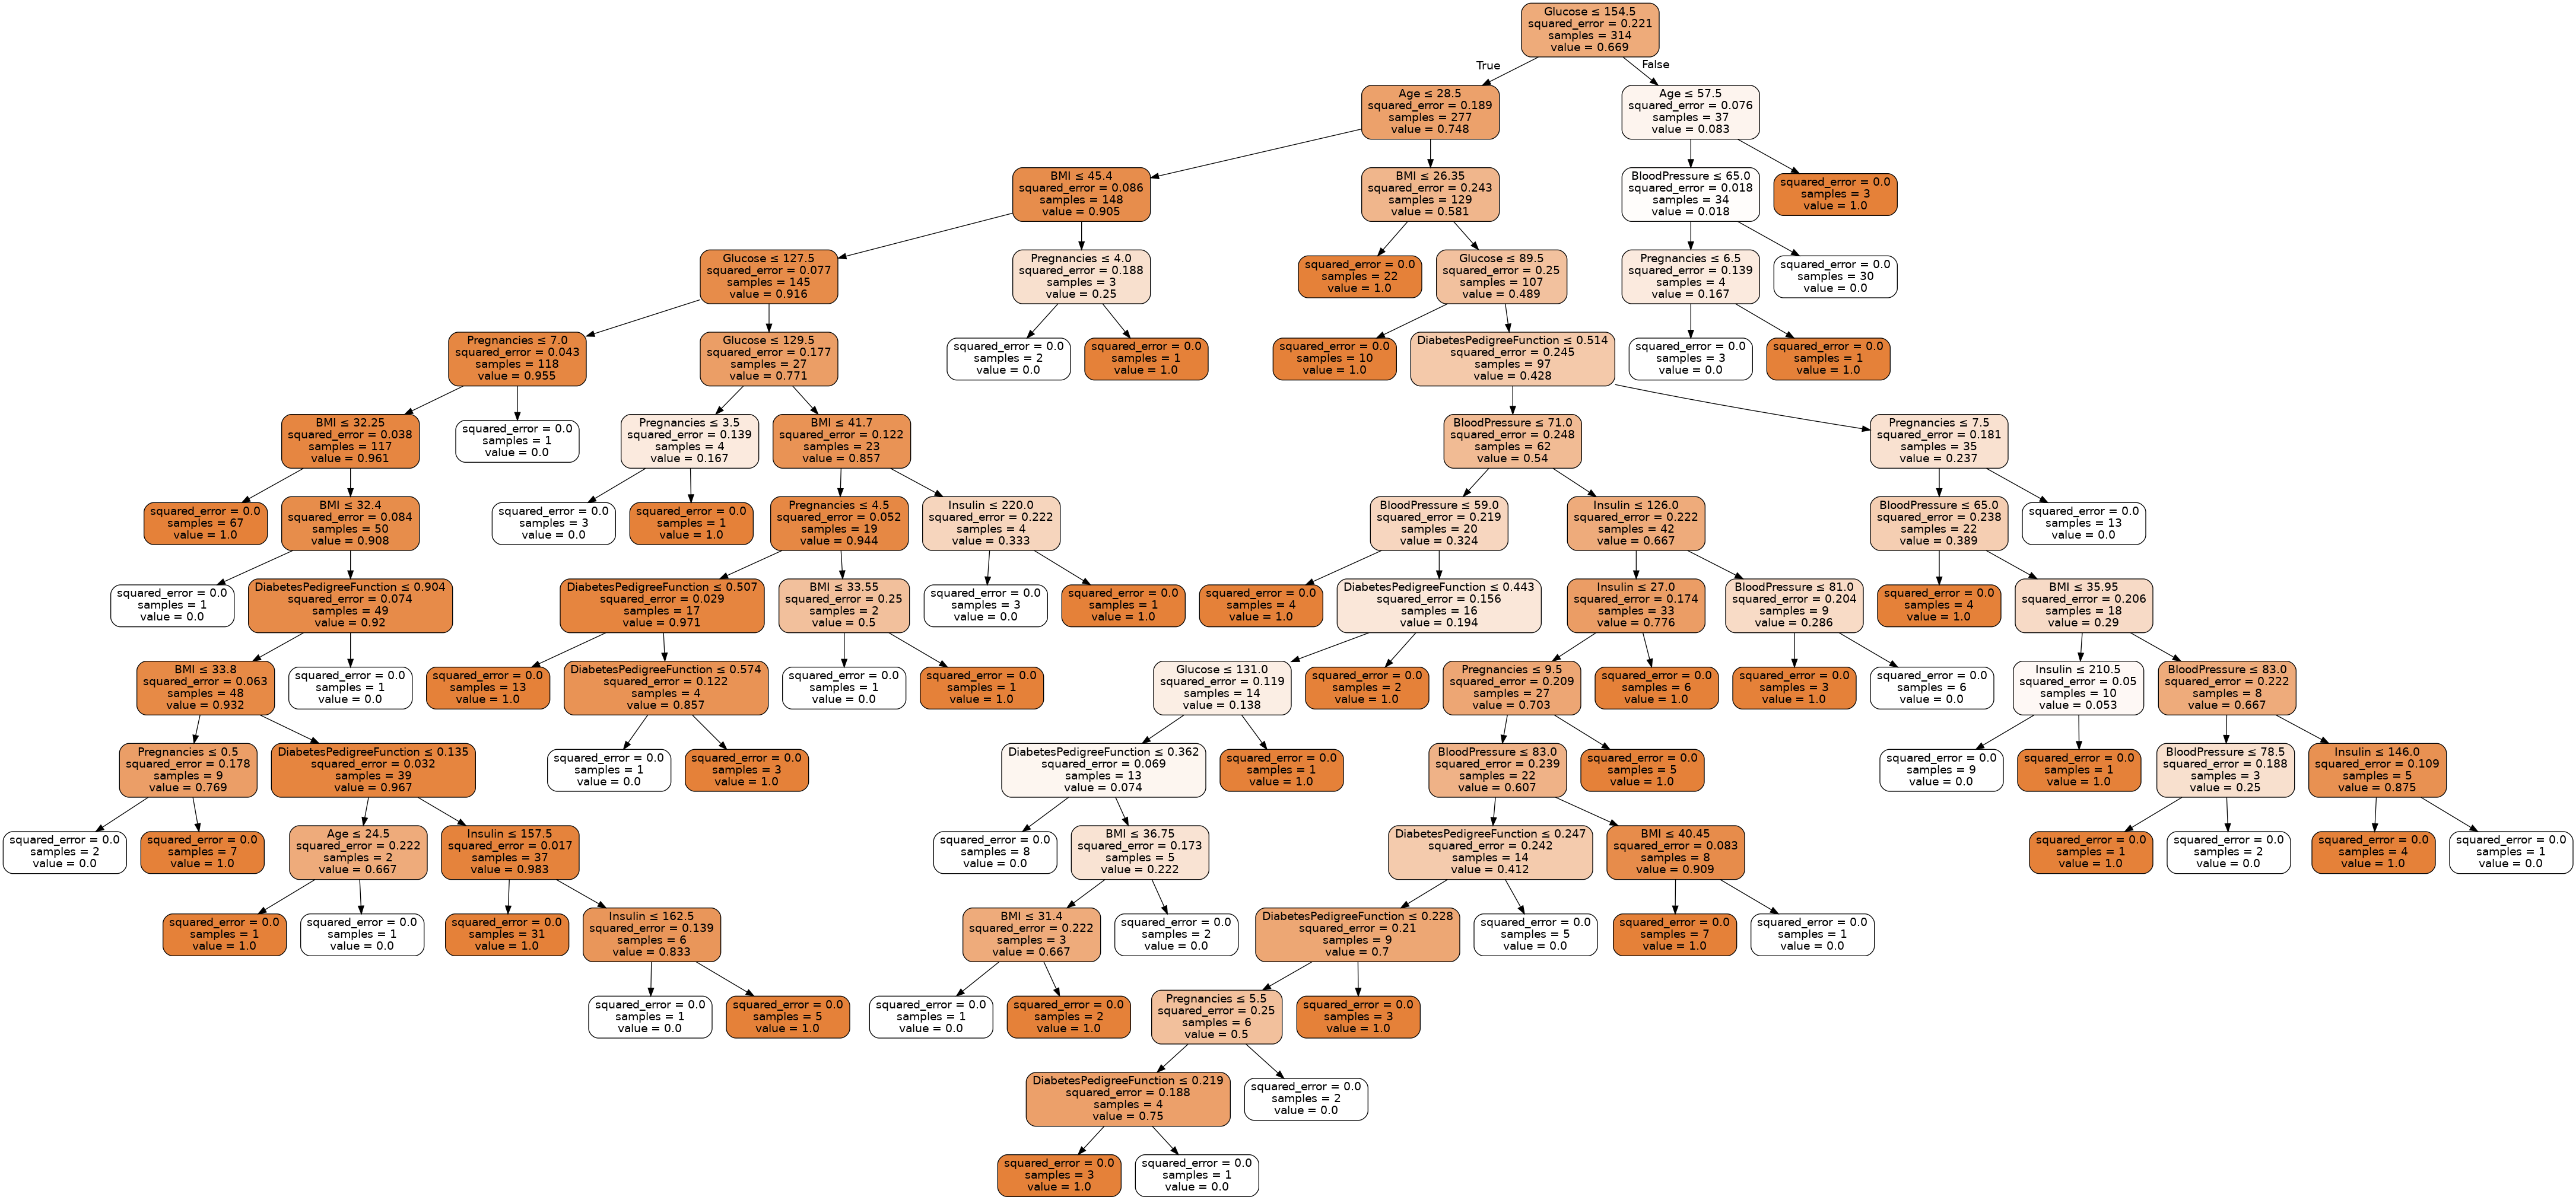 Glucose ≤ 154.5
squared_error = 0.221
samples = 314
value = 0.669
True
False
Age ≤ 28.5
squared_error = 0.189
samples = 277
value = 0.748
Age ≤ 57.5
squared_error = 0.076
samples = 37
value = 0.083
BMI ≤ 45.4
squared_error = 0.086
samples = 148
value = 0.905
BMI ≤ 26.35
squared_error = 0.243
samples = 129
value = 0.581
BloodPressure ≤ 65.0
squared_error = 0.018
samples = 34
value = 0.018
squared_error = 0.0
samples = 3
value = 1.0
Glucose ≤ 127.5
squared_error = 0.077
samples = 145
value = 0.916
Pregnancies ≤ 4.0
squared_error = 0.188
samples = 3
value = 0.25
squared_error = 0.0
samples = 22
value = 1.0
Glucose ≤ 89.5
squared_error = 0.25
samples = 107
value = 0.489
Pregnancies ≤ 6.5
squared_error = 0.139
samples = 4
value = 0.167
squared_error = 0.0
samples = 30
value = 0.0
Pregnancies ≤ 7.0
squared_error = 0.043
samples = 118
value = 0.955
Glucose ≤ 129.5
squared_error = 0.177
samples = 27
value = 0.771
squared_error = 0.0
samples = 2
value = 0.0
squared_error = 0.0
samples = 1
value = 1.0
squared_error = 0.0
samples = 10
value = 1.0
DiabetesPedigreeFunction ≤ 0.514
squared_error = 0.245
samples = 97
value = 0.428
squared_error = 0.0
samples = 3
value = 0.0
squared_error = 0.0
samples = 1
value = 1.0
BMI ≤ 32.25
squared_error = 0.038
samples = 117
value = 0.961
squared_error = 0.0
samples = 1
value = 0.0
Pregnancies ≤ 3.5
squared_error = 0.139
samples = 4
value = 0.167
BMI ≤ 41.7
squared_error = 0.122
samples = 23
value = 0.857
BloodPressure ≤ 71.0
squared_error = 0.248
samples = 62
value = 0.54
Pregnancies ≤ 7.5
squared_error = 0.181
samples = 35
value = 0.237
squared_error = 0.0
samples = 67
value = 1.0
BMI ≤ 32.4
squared_error = 0.084
samples = 50
value = 0.908
squared_error = 0.0
samples = 3
value = 0.0
squared_error = 0.0
samples = 1
value = 1.0
Pregnancies ≤ 4.5
squared_error = 0.052
samples = 19
value = 0.944
Insulin ≤ 220.0
squared_error = 0.222
samples = 4
value = 0.333
BloodPressure ≤ 59.0
squared_error = 0.219
samples = 20
value = 0.324
Insulin ≤ 126.0
squared_error = 0.222
samples = 42
value = 0.667
BloodPressure ≤ 65.0
squared_error = 0.238
samples = 22
value = 0.389
squared_error = 0.0
samples = 13
value = 0.0
squared_error = 0.0
samples = 1
value = 0.0
DiabetesPedigreeFunction ≤ 0.904
squared_error = 0.074
samples = 49
value = 0.92
DiabetesPedigreeFunction ≤ 0.507
squared_error = 0.029
samples = 17
value = 0.971
BMI ≤ 33.55
squared_error = 0.25
samples = 2
value = 0.5
squared_error = 0.0
samples = 3
value = 0.0
squared_error = 0.0
samples = 1
value = 1.0
squared_error = 0.0
samples = 4
value = 1.0
DiabetesPedigreeFunction ≤ 0.443
squared_error = 0.156
samples = 16
value = 0.194
Insulin ≤ 27.0
squared_error = 0.174
samples = 33
value = 0.776
BloodPressure ≤ 81.0
squared_error = 0.204
samples = 9
value = 0.286
squared_error = 0.0
samples = 4
value = 1.0
BMI ≤ 35.95
squared_error = 0.206
samples = 18
value = 0.29
BMI ≤ 33.8
squared_error = 0.063
samples = 48
value = 0.932
squared_error = 0.0
samples = 1
value = 0.0
squared_error = 0.0
samples = 13
value = 1.0
DiabetesPedigreeFunction ≤ 0.574
squared_error = 0.122
samples = 4
value = 0.857
squared_error = 0.0
samples = 1
value = 0.0
squared_error = 0.0
samples = 1
value = 1.0
Glucose ≤ 131.0
squared_error = 0.119
samples = 14
value = 0.138
squared_error = 0.0
samples = 2
value = 1.0
Pregnancies ≤ 9.5
squared_error = 0.209
samples = 27
value = 0.703
squared_error = 0.0
samples = 6
value = 1.0
squared_error = 0.0
samples = 3
value = 1.0
squared_error = 0.0
samples = 6
value = 0.0
Insulin ≤ 210.5
squared_error = 0.05
samples = 10
value = 0.053
BloodPressure ≤ 83.0
squared_error = 0.222
samples = 8
value = 0.667
Pregnancies ≤ 0.5
squared_error = 0.178
samples = 9
value = 0.769
DiabetesPedigreeFunction ≤ 0.135
squared_error = 0.032
samples = 39
value = 0.967
squared_error = 0.0
samples = 1
value = 0.0
squared_error = 0.0
samples = 3
value = 1.0
DiabetesPedigreeFunction ≤ 0.362
squared_error = 0.069
samples = 13
value = 0.074
squared_error = 0.0
samples = 1
value = 1.0
BloodPressure ≤ 83.0
squared_error = 0.239
samples = 22
value = 0.607
squared_error = 0.0
samples = 5
value = 1.0
squared_error = 0.0
samples = 9
value = 0.0
squared_error = 0.0
samples = 1
value = 1.0
BloodPressure ≤ 78.5
squared_error = 0.188
samples = 3
value = 0.25
Insulin ≤ 146.0
squared_error = 0.109
samples = 5
value = 0.875
squared_error = 0.0
samples = 2
value = 0.0
squared_error = 0.0
samples = 7
value = 1.0
Age ≤ 24.5
squared_error = 0.222
samples = 2
value = 0.667
Insulin ≤ 157.5
squared_error = 0.017
samples = 37
value = 0.983
squared_error = 0.0
samples = 8
value = 0.0
BMI ≤ 36.75
squared_error = 0.173
samples = 5
value = 0.222
DiabetesPedigreeFunction ≤ 0.247
squared_error = 0.242
samples = 14
value = 0.412
BMI ≤ 40.45
squared_error = 0.083
samples = 8
value = 0.909
squared_error = 0.0
samples = 1
value = 1.0
squared_error = 0.0
samples = 2
value = 0.0
squared_error = 0.0
samples = 4
value = 1.0
squared_error = 0.0
samples = 1
value = 0.0
squared_error = 0.0
samples = 1
value = 1.0
squared_error = 0.0
samples = 1
value = 0.0
squared_error = 0.0
samples = 31
value = 1.0
Insulin ≤ 162.5
squared_error = 0.139
samples = 6
value = 0.833
BMI ≤ 31.4
squared_error = 0.222
samples = 3
value = 0.667
squared_error = 0.0
samples = 2
value = 0.0
DiabetesPedigreeFunction ≤ 0.228
squared_error = 0.21
samples = 9
value = 0.7
squared_error = 0.0
samples = 5
value = 0.0
squared_error = 0.0
samples = 7
value = 1.0
squared_error = 0.0
samples = 1
value = 0.0
squared_error = 0.0
samples = 1
value = 0.0
squared_error = 0.0
samples = 5
value = 1.0
squared_error = 0.0
samples = 1
value = 0.0
squared_error = 0.0
samples = 2
value = 1.0
Pregnancies ≤ 5.5
squared_error = 0.25
samples = 6
value = 0.5
squared_error = 0.0
samples = 3
value = 1.0
DiabetesPedigreeFunction ≤ 0.219
squared_error = 0.188
samples = 4
value = 0.75
squared_error = 0.0
samples = 2
value = 0.0
squared_error = 0.0
samples = 3
value = 1.0
squared_error = 0.0
samples = 1
value = 0.0